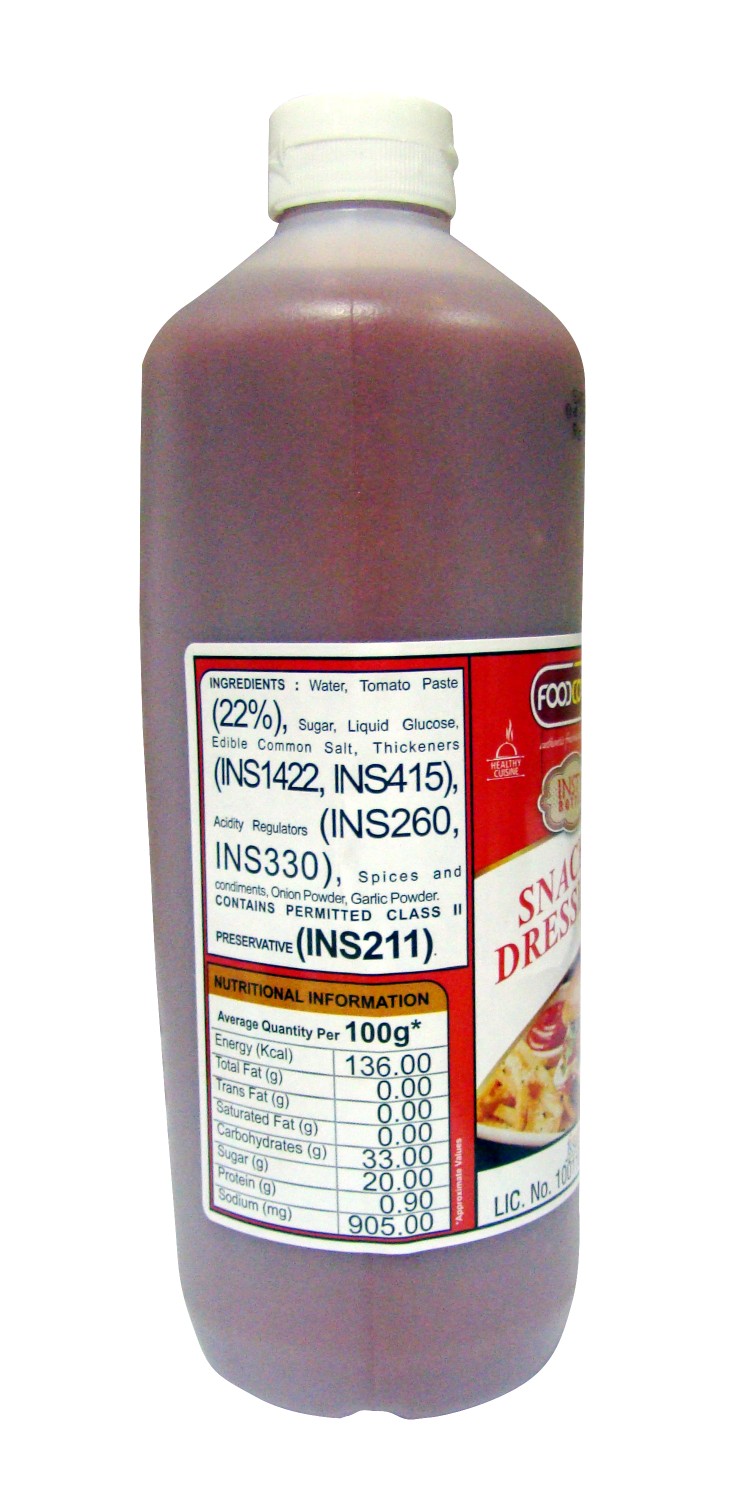 INGREDIENTS : Water, Tomato Paste
(22%), Sugar, Liquid Glucose,
Edible Common Salt, Thickeners
(INS1422, INS415),
Acidity Regulators (INS260,
INS330), Spices and
condiments, Onion Powder, Garlic Powder.
CONTAINS PERMITTED CLASS II
PRESERVATIVE (INS211).
NUTRITIONAL INFORMATION
Average Quantity Per 100g*
Energy (Kcal) 136.00
Total Fat (g) 0.00
Trans Fat (g) 0.00
Saturated Fat (g) 0.00
Carbohydrates (g) 33.00
Sugar (g) 20.00
Protein (g) 0.90
Sodium (mg) 905.00
*Approximate Values
FOOD
HEALTHY
CUISINE
LIC. No. 100